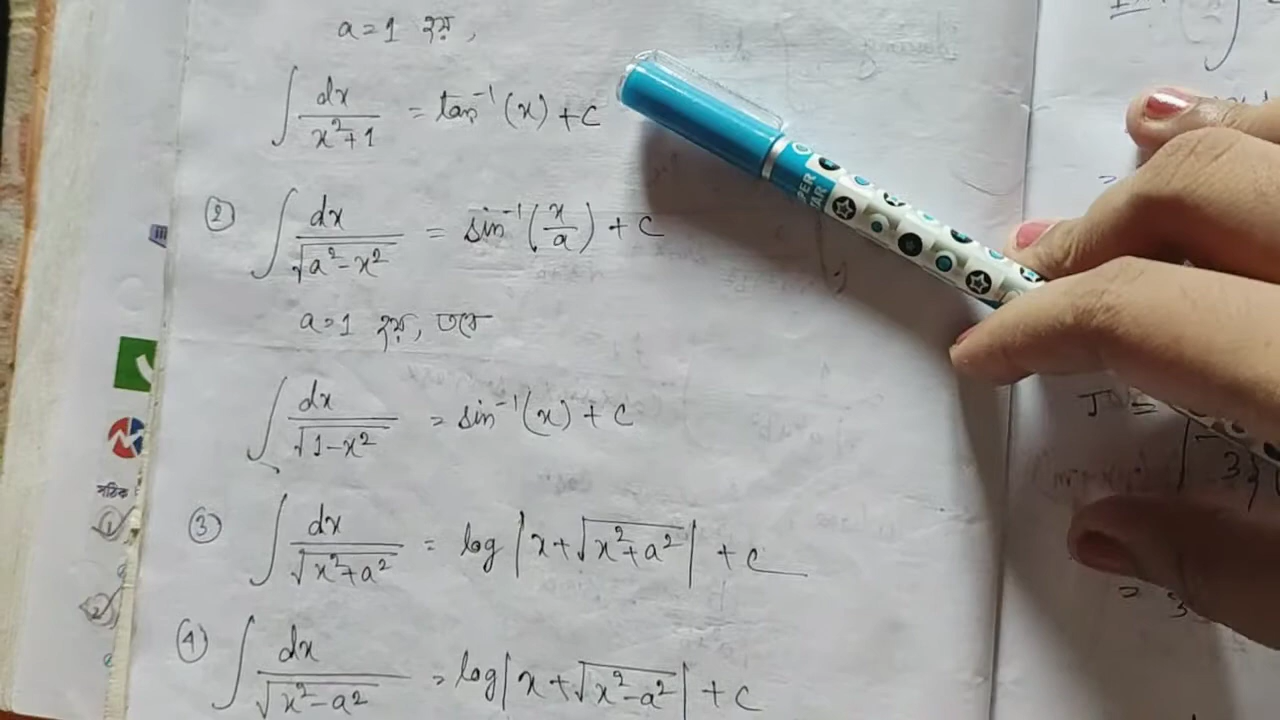 a=1 হয়,
∫ dx/(x²+1) = tan⁻¹(x)+c
② ∫ dx/√(a²-x²) = sin⁻¹(x/a)+c
a=1 হয়, তবে
∫ dx/√(1-x²) = sin⁻¹(x)+c
③ ∫ dx/√(x²+a²) = log|x+√(x²+a²)|+c
④ ∫ dx/√(x²-a²) = log|x+√(x²-a²)|+c
সঠিক